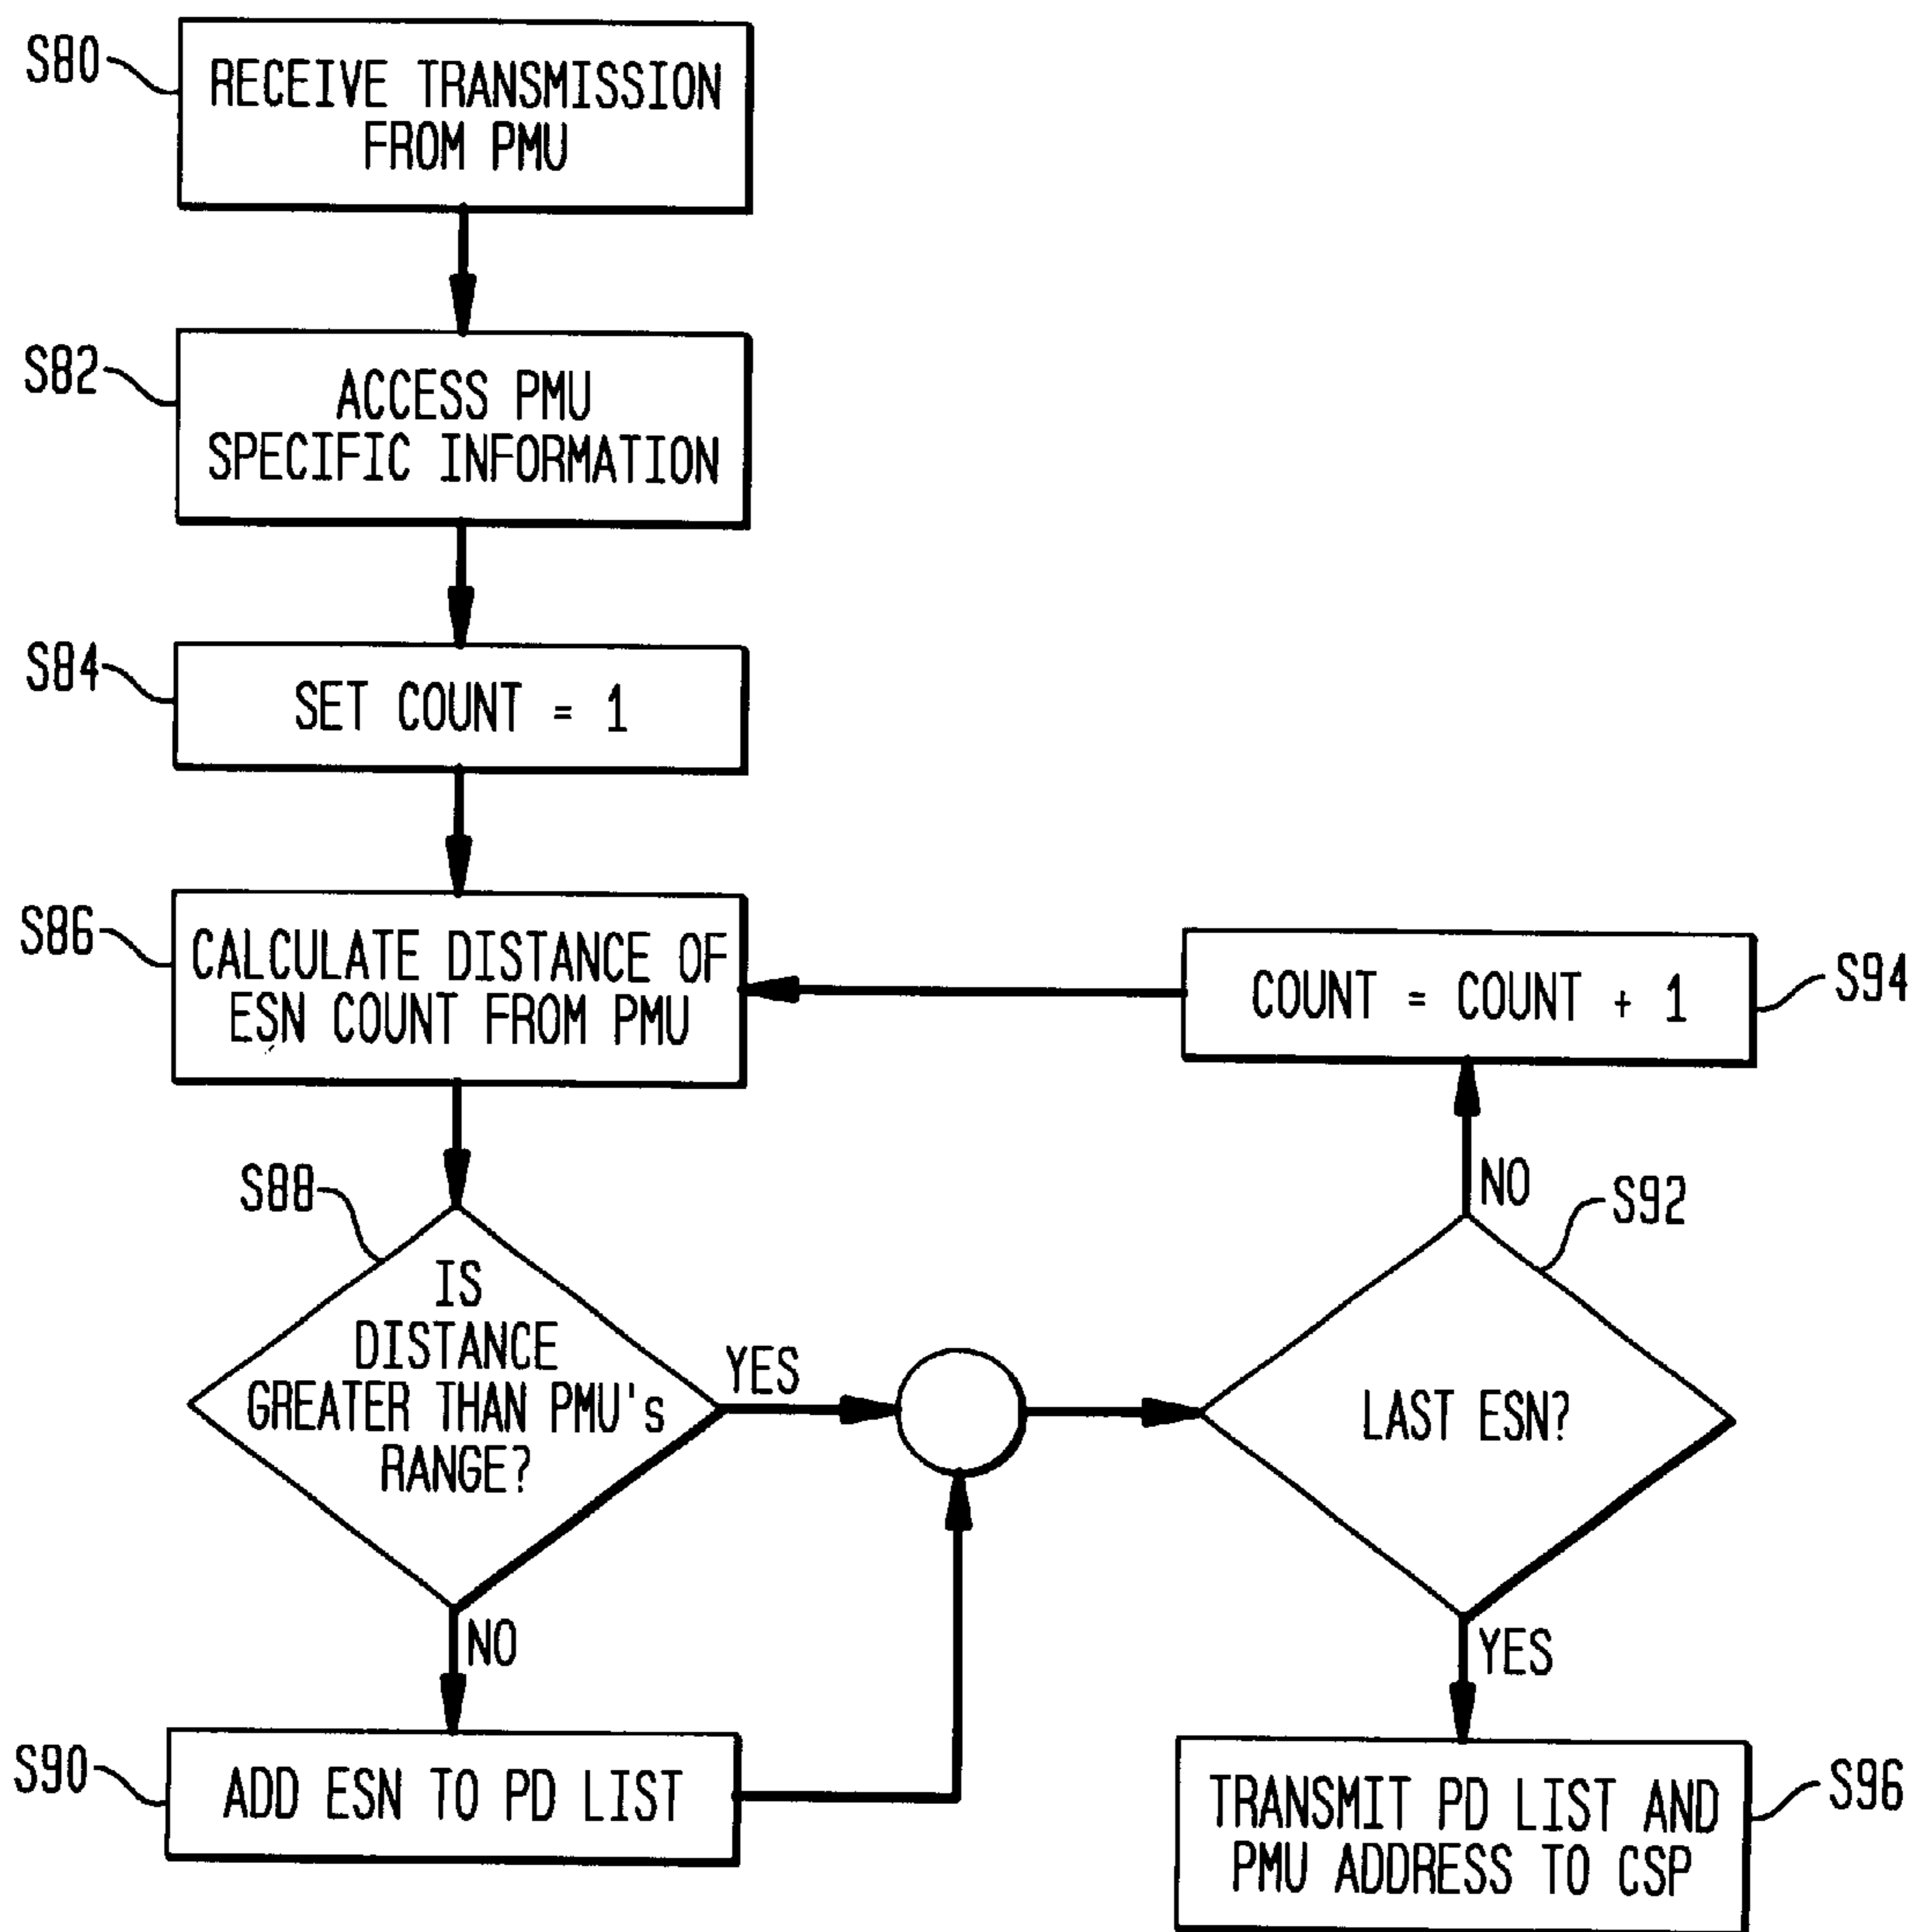 S80
RECEIVE TRANSMISSION
FROM PMU
S82
ACCESS PMU
SPECIFIC INFORMATION
S84
SET COUNT = 1
S86
CALCULATE DISTANCE OF
ESN COUNT FROM PMU
S94
COUNT = COUNT + 1
S88
IS
DISTANCE
GREATER THAN PMU's
RANGE?
YES
NO
S92
LAST ESN?
NO
YES
S90
ADD ESN TO PD LIST
S96
TRANSMIT PD LIST AND
PMU ADDRESS TO CSP